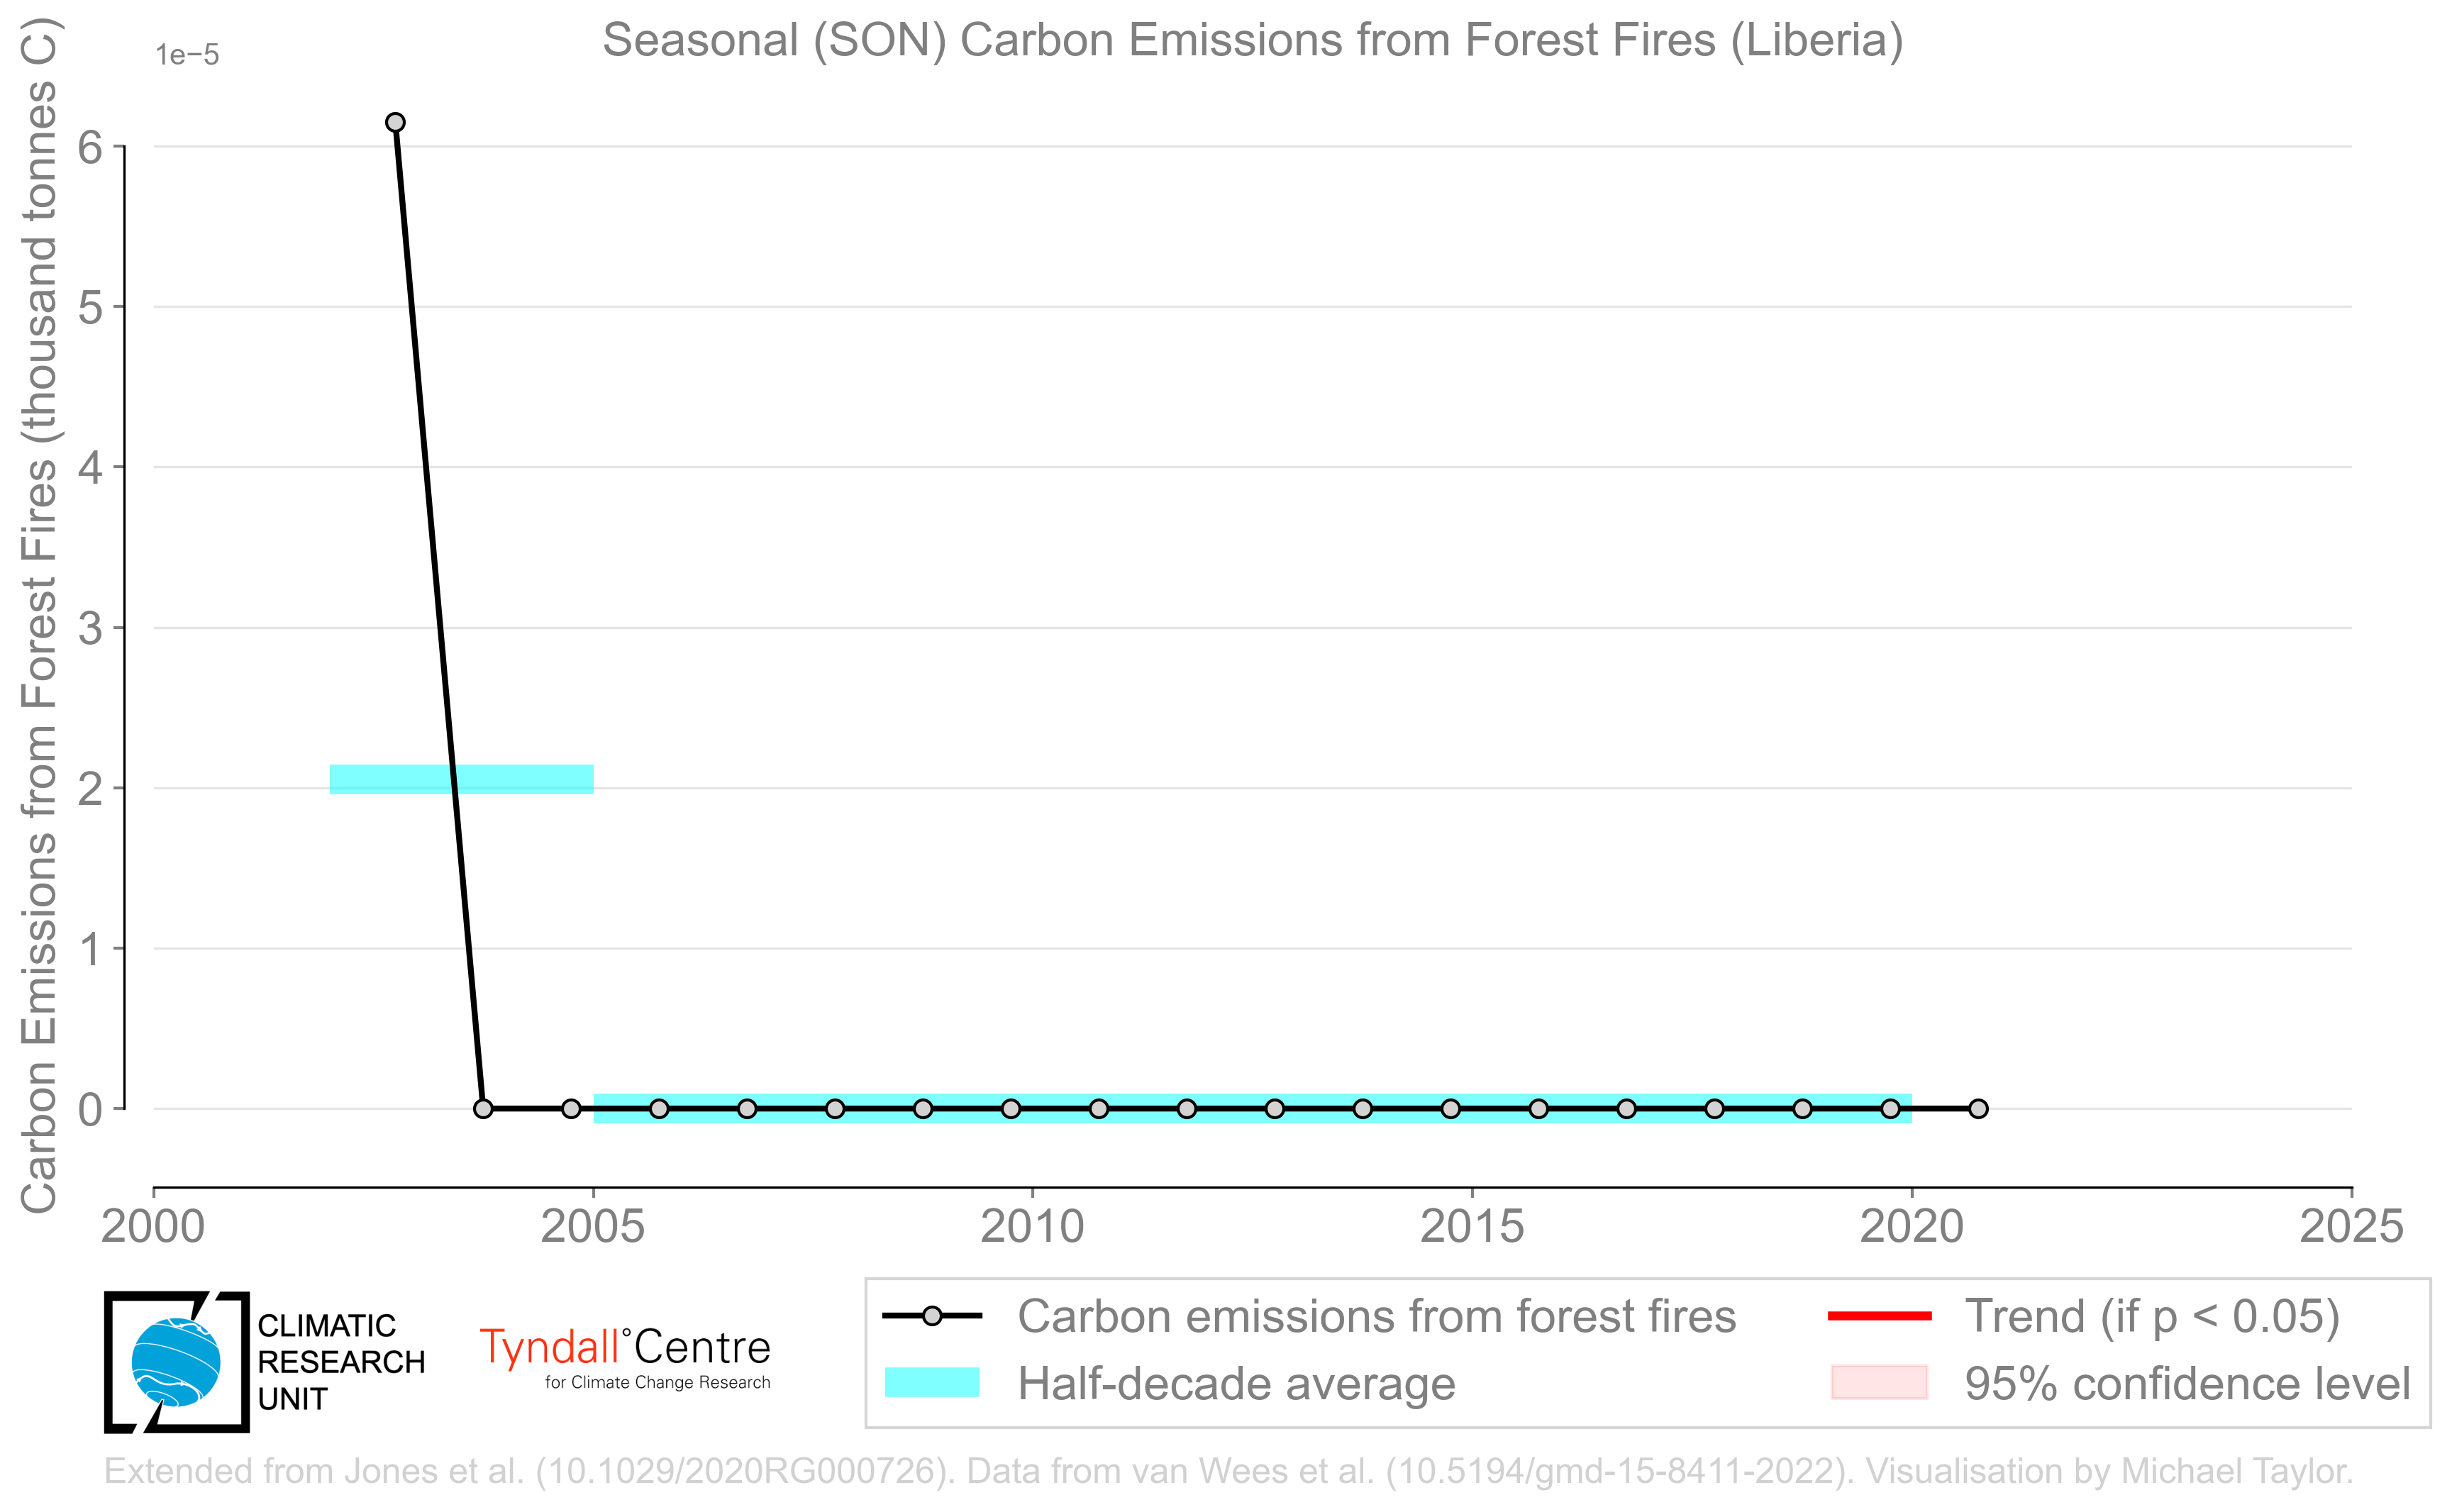 Seasonal (SON) Carbon Emissions from Forest Fires (Liberia)
1e−5
Carbon Emissions from Forest Fires (thousand tonnes C)
6
5
4
3
2
1
0
2000 2005 2010 2015 2020 2025
Carbon emissions from forest fires
Half-decade average
Trend (if p < 0.05)
95% confidence level
CLIMATIC
RESEARCH
UNIT
Tyndall°Centre
for Climate Change Research
Extended from Jones et al. (10.1029/2020RG000726). Data from van Wees et al. (10.5194/gmd-15-8411-2022). Visualisation by Michael Taylor.